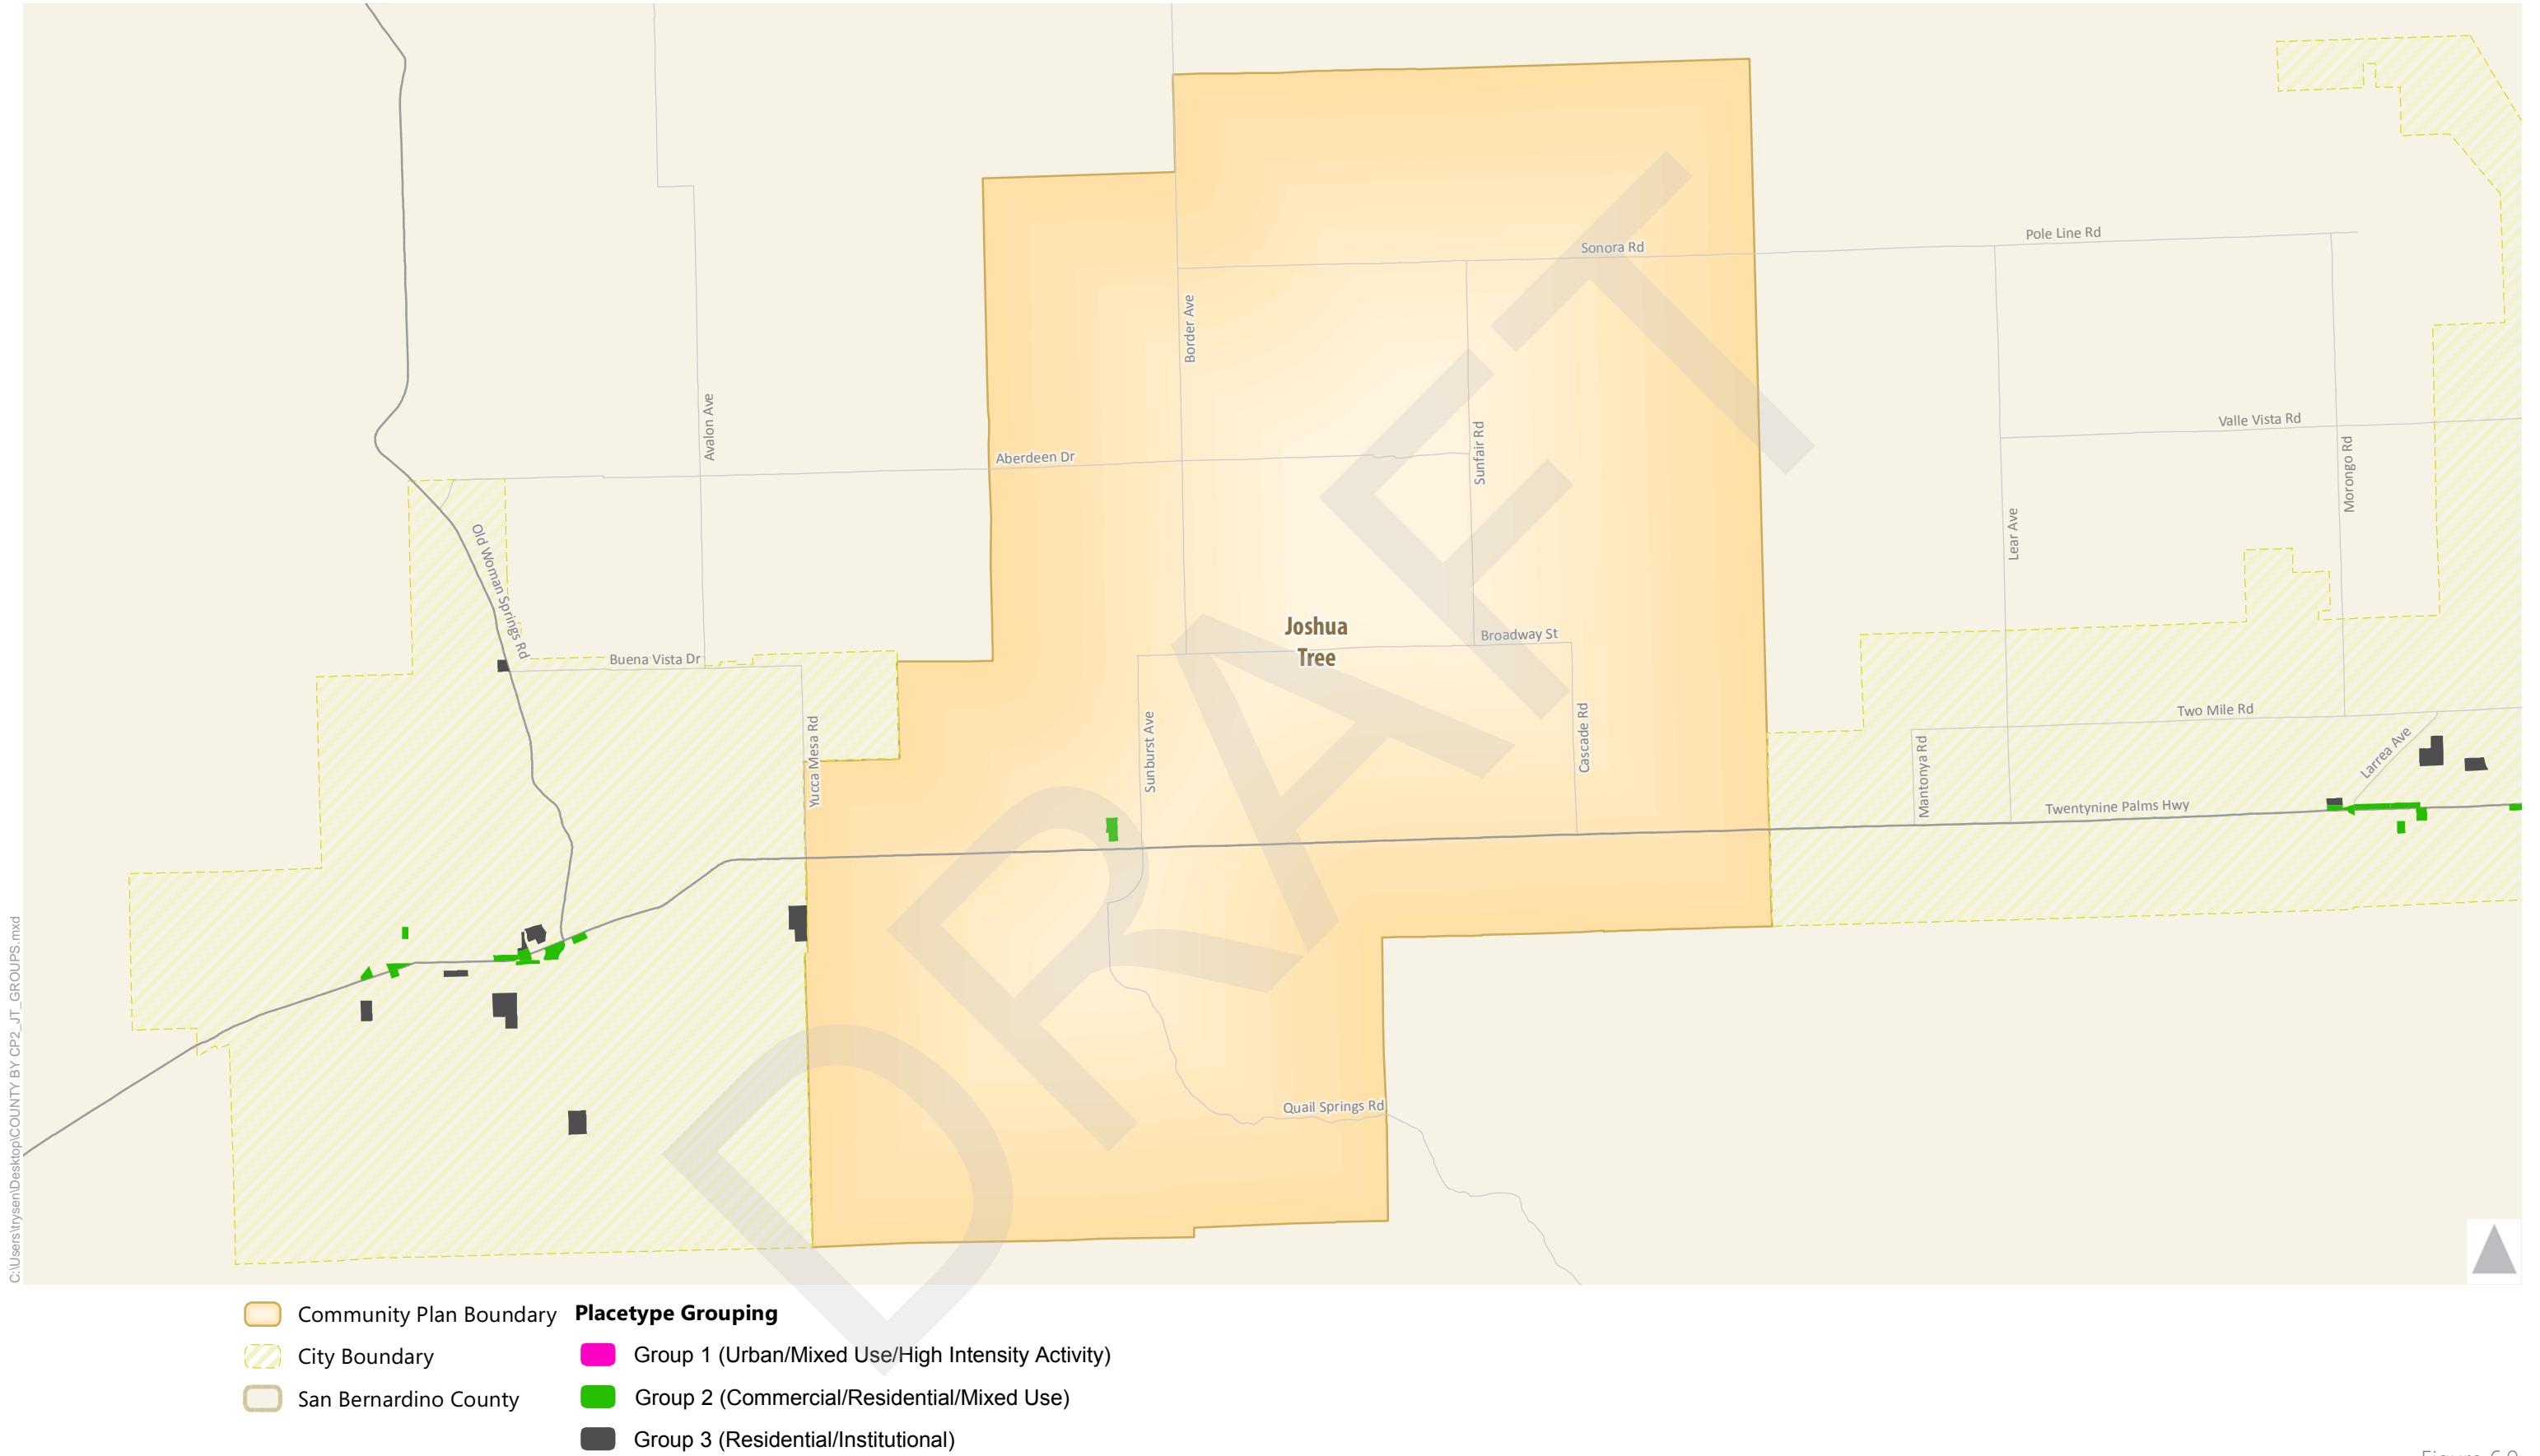 Sonora Rd
Pole Line Rd
Border Ave
Avalon Ave
Valle Vista Rd
Aberdeen Dr
Sunfair Rd
Morongo Rd
Lear Ave
Old Woman Springs Rd
Joshua
Tree
Broadway St
Buena Vista Dr
Yucca Mesa Rd
Sunburst Ave
Cascade Rd
Two Mile Rd
Mantonya Rd
Larrea Ave
Twentynine Palms Hwy
Quail Springs Rd
DRAFT
C:\Users\trysen\Desktop\COUNTY BY CP2_JT_GROUPS.mxd
Community Plan Boundary
City Boundary
San Bernardino County
Placetype Grouping
Group 1 (Urban/Mixed Use/High Intensity Activity)
Group 2 (Commercial/Residential/Mixed Use)
Group 3 (Residential/Institutional)